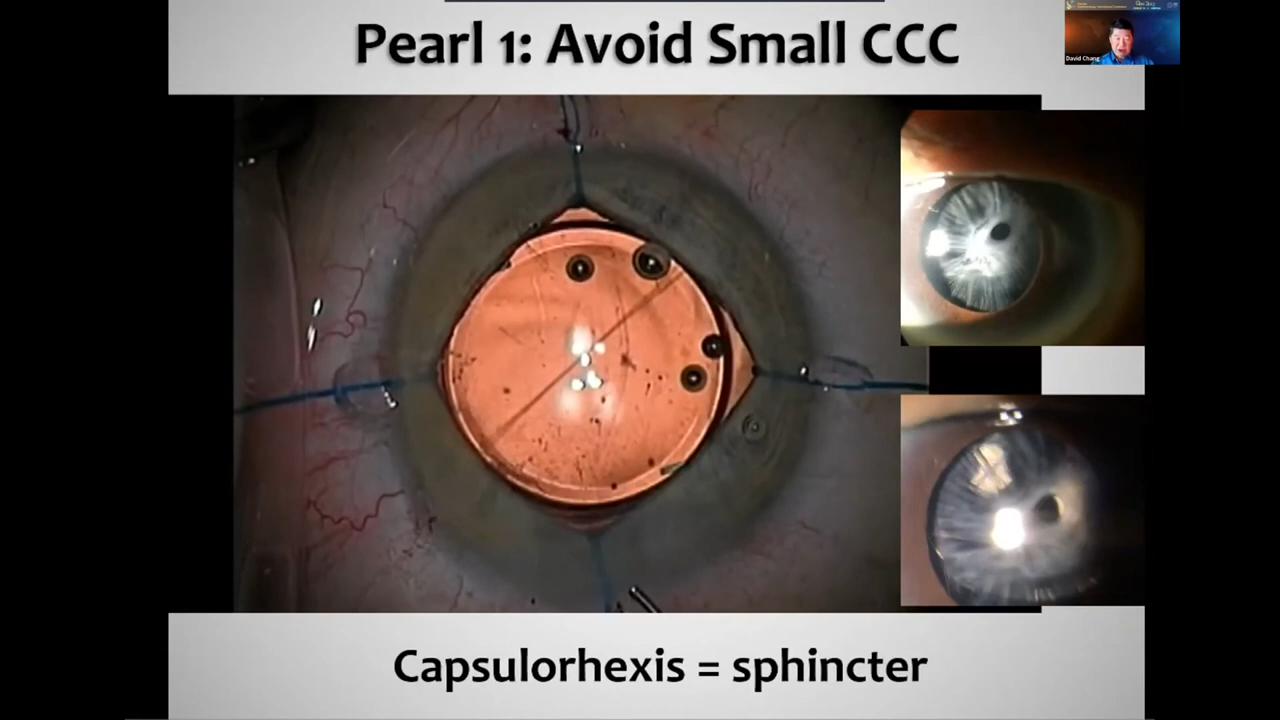 Pearl 1: Avoid Small CCC
David Chang
Capsulorhexis = sphincter